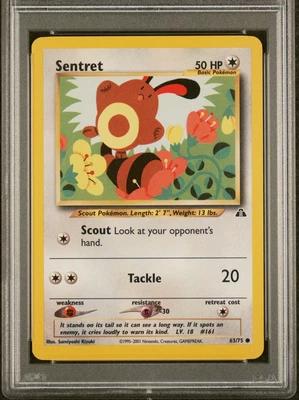 Sentret
50 HP
Basic Pokémon
Scout Pokémon. Length: 2' 7", Weight: 13 lbs.
Scout Look at your opponent's
hand.
Tackle 20
weakness resistance retreat cost
-30
It stands on its tail so it can see a long way. If it spots an
enemy, it cries loudly to warn its kind. LV. 18 #161
Illus. Sumiyoshi Kizuki ©1995-2001 Nintendo, Creatures, GAMEFREAK. 63/75